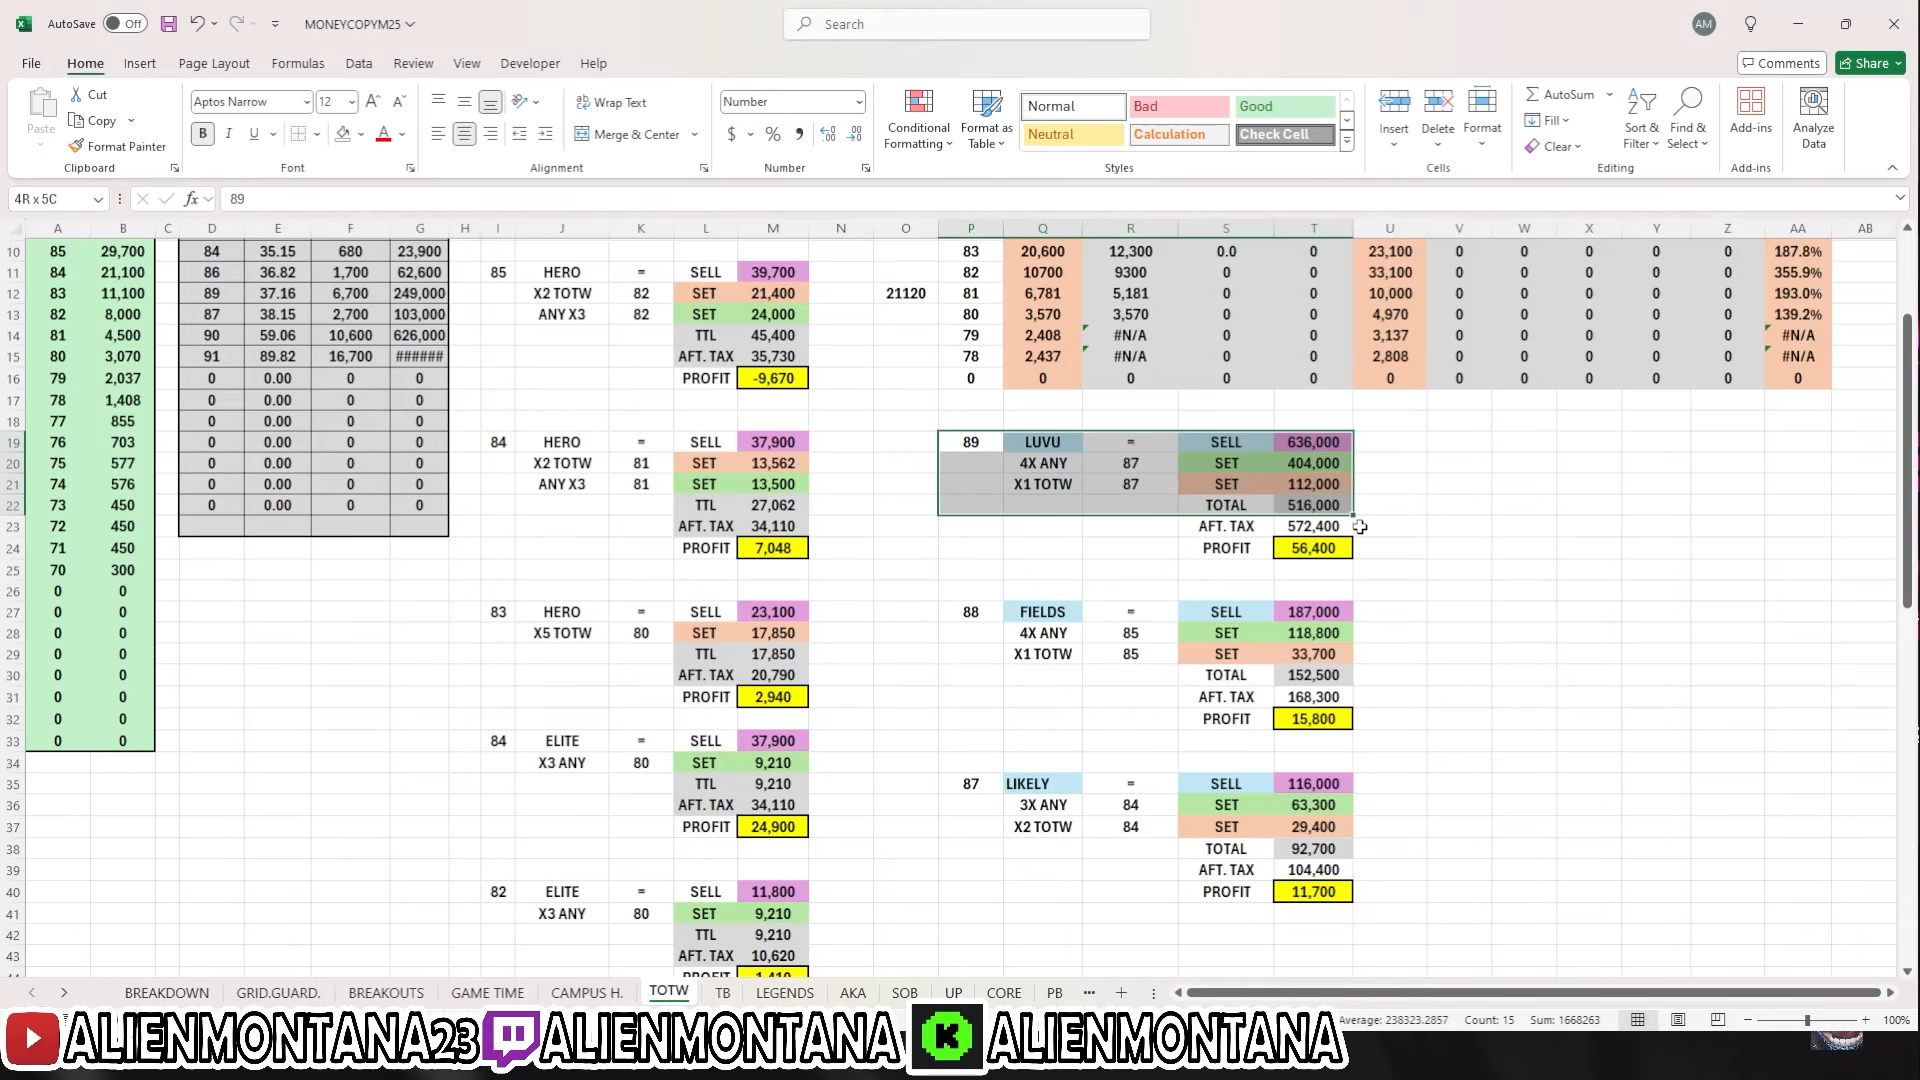 AutoSave Off MONEYCOPYM25 Search AM
File Home Insert Page Layout Formulas Data Review View Developer Help Comments Share
Paste Cut Copy Format Painter
Aptos Narrow 12 Wrap Text Merge & Center Number
B I U A $ % ,
Conditional Formatting Format as Table
Normal Bad Good
Neutral Calculation Check Cell
Insert Delete Format
AutoSum Fill Clear
Sort & Filter Find & Select Add-ins Analyze Data
Clipboard Font Alignment Number Styles Cells Editing Add-ins
4R x 5C fx 89
A B C D E F G H I J K L M N O P Q R S T U V W X Y Z AA AB
10 85 29,700 84 35.15 680 23,900 83 20,600 12,300 0.0 0 23,100 0 0 0 0 0 187.8%
11 84 21,100 86 36.82 1,700 62,600 85 HERO = SELL 39,700 82 10700 9300 0 0 33,100 0 0 0 0 0 355.9%
12 83 11,100 89 37.16 6,700 249,000 X2 TOTW 82 SET 21,400 21120 81 6,781 5,181 0 0 10,000 0 0 0 0 0 193.0%
13 82 8,000 87 38.15 2,700 103,000 ANY X3 82 SET 24,000 80 3,570 3,570 0 0 4,970 0 0 0 0 0 139.2%
14 81 4,500 90 59.06 10,600 626,000 TTL 45,400 79 2,408 #N/A 0 0 3,137 0 0 0 0 0 #N/A
15 80 3,070 91 89.82 16,700 ###### AFT. TAX 35,730 78 2,437 #N/A 0 0 2,808 0 0 0 0 0 #N/A
16 79 2,037 0 0.00 0 0 PROFIT -9,670 0 0 0 0 0 0 0 0 0 0 0 0
17 78 1,408 0 0.00 0 0
18 77 855 0 0.00 0 0
19 76 703 0 0.00 0 0 84 HERO = SELL 37,900 89 LUVU = SELL 636,000
20 75 577 0 0.00 0 0 X2 TOTW 81 SET 13,562 4X ANY 87 SET 404,000
21 74 576 0 0.00 0 0 ANY X3 81 SET 13,500 X1 TOTW 87 SET 112,000
22 73 450 0 0.00 0 0 TTL 27,062 TOTAL 516,000
23 72 450 AFT. TAX 34,110 AFT. TAX 572,400
24 71 450 PROFIT 7,048 PROFIT 56,400
25 70 300
26 0 0
27 0 0 83 HERO = SELL 23,100 88 FIELDS = SELL 187,000
28 0 0 X5 TOTW 80 SET 17,850 4X ANY 85 SET 118,800
29 0 0 TTL 17,850 X1 TOTW 85 SET 33,700
30 0 0 AFT. TAX 20,790 TOTAL 152,500
31 0 0 PROFIT 2,940 AFT. TAX 168,300
32 0 0 PROFIT 15,800
33 0 0 84 ELITE = SELL 37,900
34 X3 ANY 80 SET 9,210
35 TTL 9,210 87 LIKELY = SELL 116,000
36 AFT. TAX 34,110 3X ANY 84 SET 63,300
37 PROFIT 24,900 X2 TOTW 84 SET 29,400
38 TOTAL 92,700
39 AFT. TAX 104,400
40 82 ELITE = SELL 11,800 PROFIT 11,700
41 X3 ANY 80 SET 9,210
42 TTL 9,210
43 AFT. TAX 10,620
BREAKDOWN GRID.GUARD. BREAKOUTS GAME TIME CAMPUS H. TOTW TB LEGENDS AKA SOB UP CORE PB
ALIENMONTANA23 ALIENMONTANA K ALIENMONTANA Average: 238323.2857 Count: 15 Sum: 1668263 100%